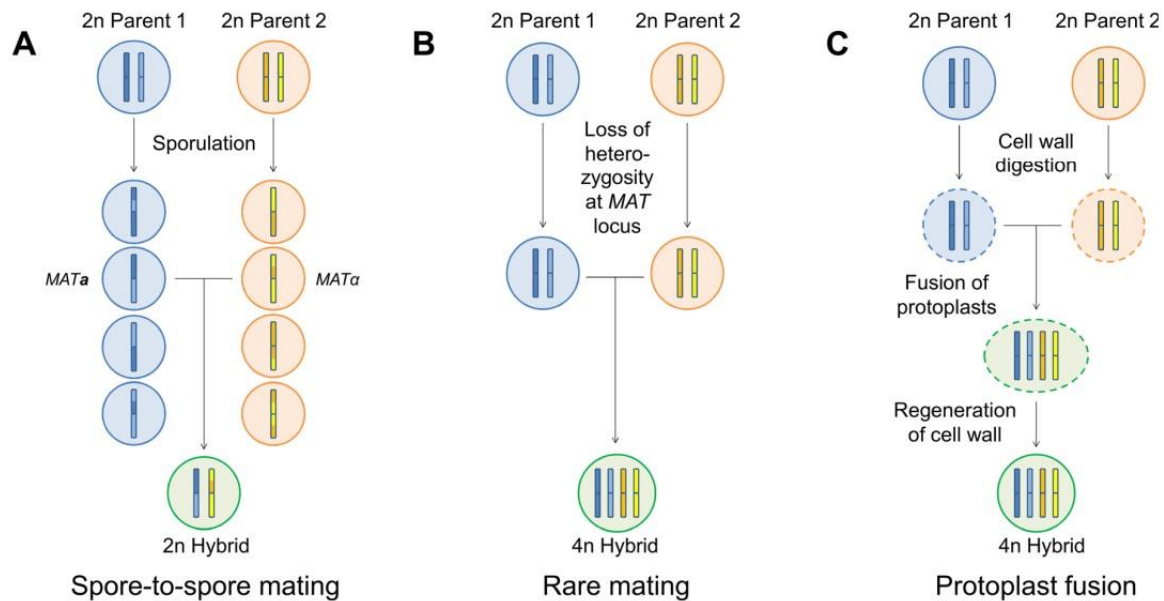 A
2n Parent 1
2n Parent 2
Sporulation
MATa
MATα
2n Hybrid
Spore-to-spore mating
B
2n Parent 1
2n Parent 2
Loss of
hetero-
zygosity
at MAT
locus
4n Hybrid
Rare mating
C
2n Parent 1
2n Parent 2
Cell wall
digestion
Fusion of
protoplasts
Regeneration
of cell wall
4n Hybrid
Protoplast fusion